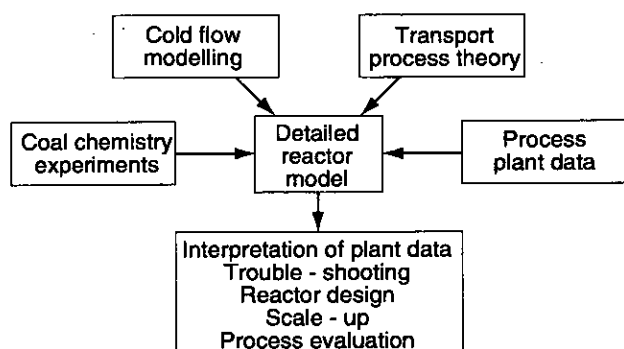 Cold flow
modelling
Transport
process theory
Coal chemistry
experiments
Detailed
reactor
model
Process
plant data
Interpretation of plant data
Trouble - shooting
Reactor design
Scale - up
Process evaluation